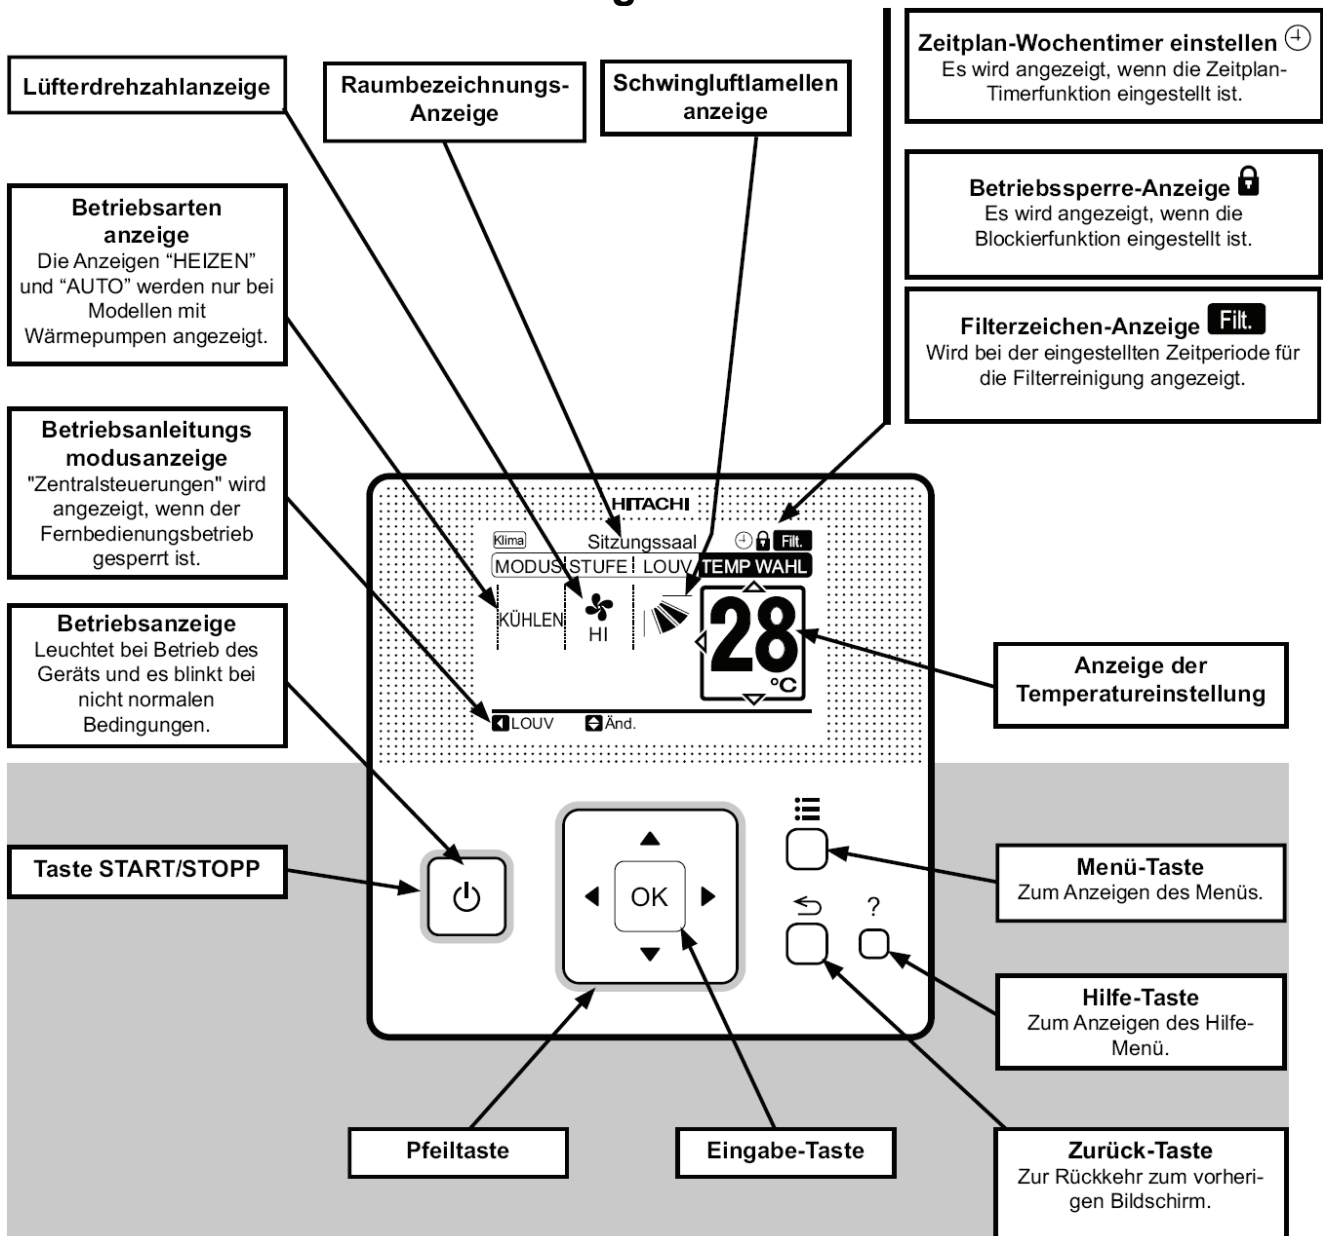 Zeitplan-Wochentimer einstellen
Es wird angezeigt, wenn die Zeitplan-
Timerfunktion eingestellt ist.
Lüfterdrehzahlanzeige
Raumbezeichnungs-
Anzeige
Schwingluftlamellen
anzeige
Betriebssperre-Anzeige
Es wird angezeigt, wenn die
Blockierfunktion eingestellt ist.
Betriebsarten
anzeige
Die Anzeigen “HEIZEN”
und “AUTO” werden nur bei
Modellen mit
Wärmepumpen angezeigt.
Filterzeichen-Anzeige Filt.
Wird bei der eingestellten Zeitperiode für
die Filterreinigung angezeigt.
Betriebsanleitungs
modusanzeige
"Zentralsteuerungen" wird
angezeigt, wenn der
Fernbedienungsbetrieb
gesperrt ist.
Betriebsanzeige
Leuchtet bei Betrieb des
Geräts und es blinkt bei
nicht normalen
Bedingungen.
HITACHI
Klima Sitzungssaal Filt.
MODUS STUFE LOUV TEMP WAHL
KÜHLEN HI 28 °C
LOUV Änd.
Anzeige der
Temperatureinstellung
Taste START/STOPP
OK
?
Menü-Taste
Zum Anzeigen des Menüs.
Hilfe-Taste
Zum Anzeigen des Hilfe-
Menü.
Pfeiltaste
Eingabe-Taste
Zurück-Taste
Zur Rückkehr zum vorheri-
gen Bildschirm.